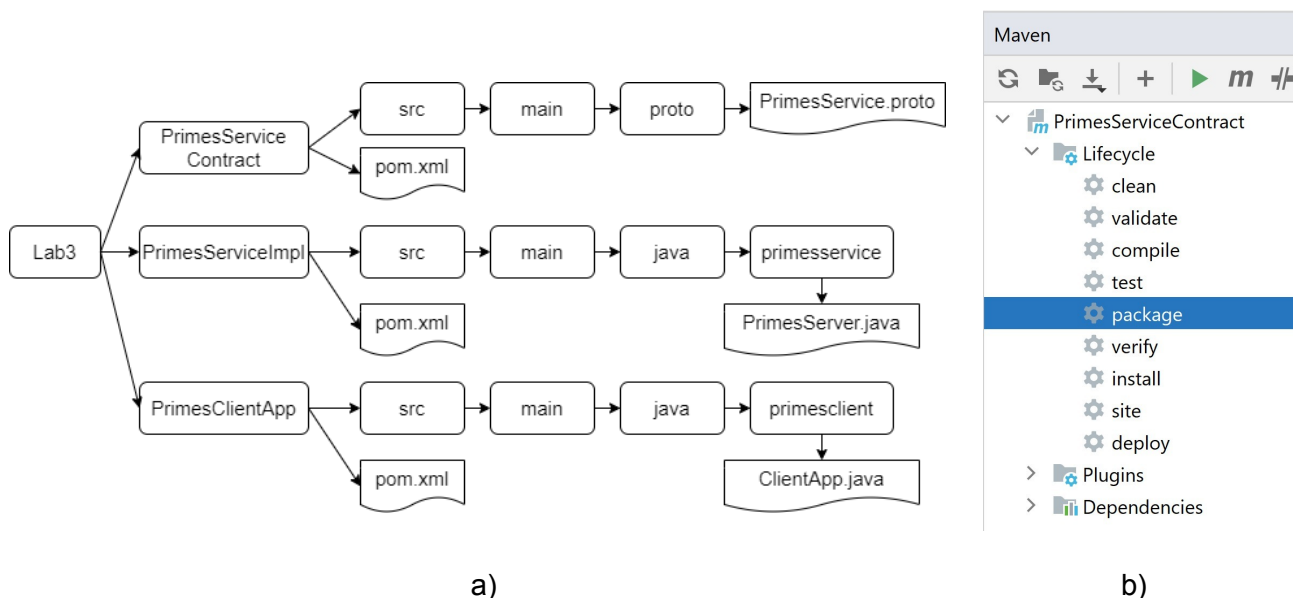 src
main
proto
PrimesService.proto
PrimesService
Contract
pom.xml
Lab3
PrimesServiceImpl
src
main
java
primesservice
pom.xml
PrimesServer.java
PrimesClientApp
src
main
java
primesclient
pom.xml
ClientApp.java
a)
Maven
m
PrimesServiceContract
Lifecycle
clean
validate
compile
test
package
verify
install
site
deploy
Plugins
Dependencies
b)